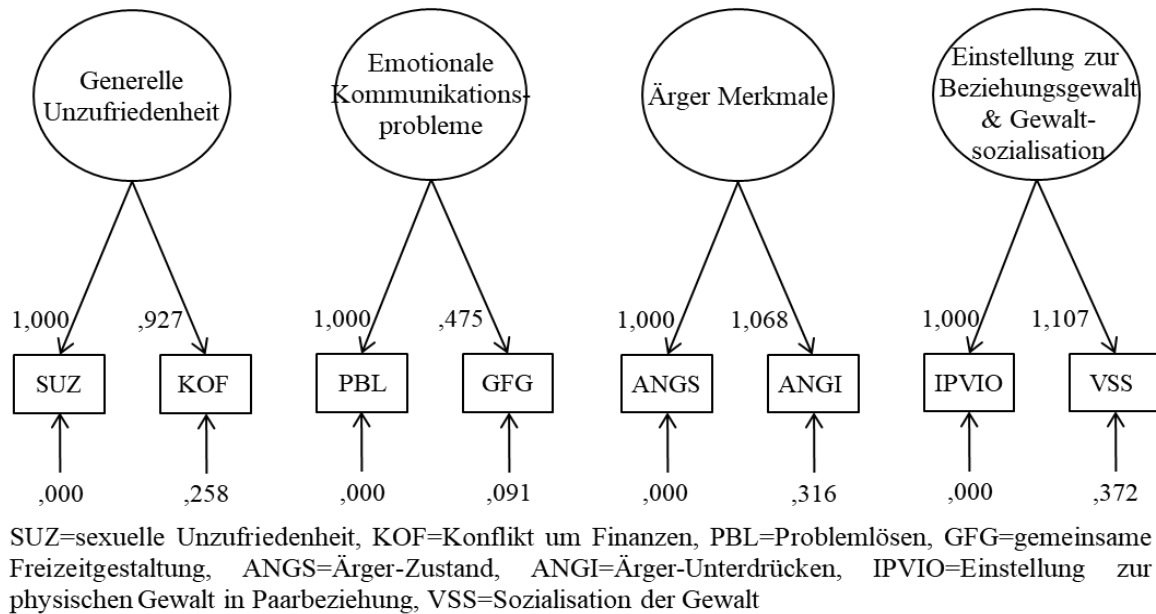 Generelle
Unzufriedenheit
Emotionale
Kommunikations-
probleme
Ärger Merkmale
Einstellung zur
Beziehungsgewalt
& Gewalt-
sozialisation
1,000 ,927 1,000 ,475 1,000 1,068 1,000 1,107
SUZ KOF PBL GFG ANGS ANGI IPVIO VSS
,000 ,258 ,000 ,091 ,000 ,316 ,000 ,372
SUZ=sexuelle Unzufriedenheit, KOF=Konflikt um Finanzen, PBL=Problemlösen, GFG=gemeinsame
Freizeitgestaltung, ANGS=Ärger-Zustand, ANGI=Ärger-Unterdrücken, IPVIO=Einstellung zur
physischen Gewalt in Paarbeziehung, VSS=Sozialisation der Gewalt